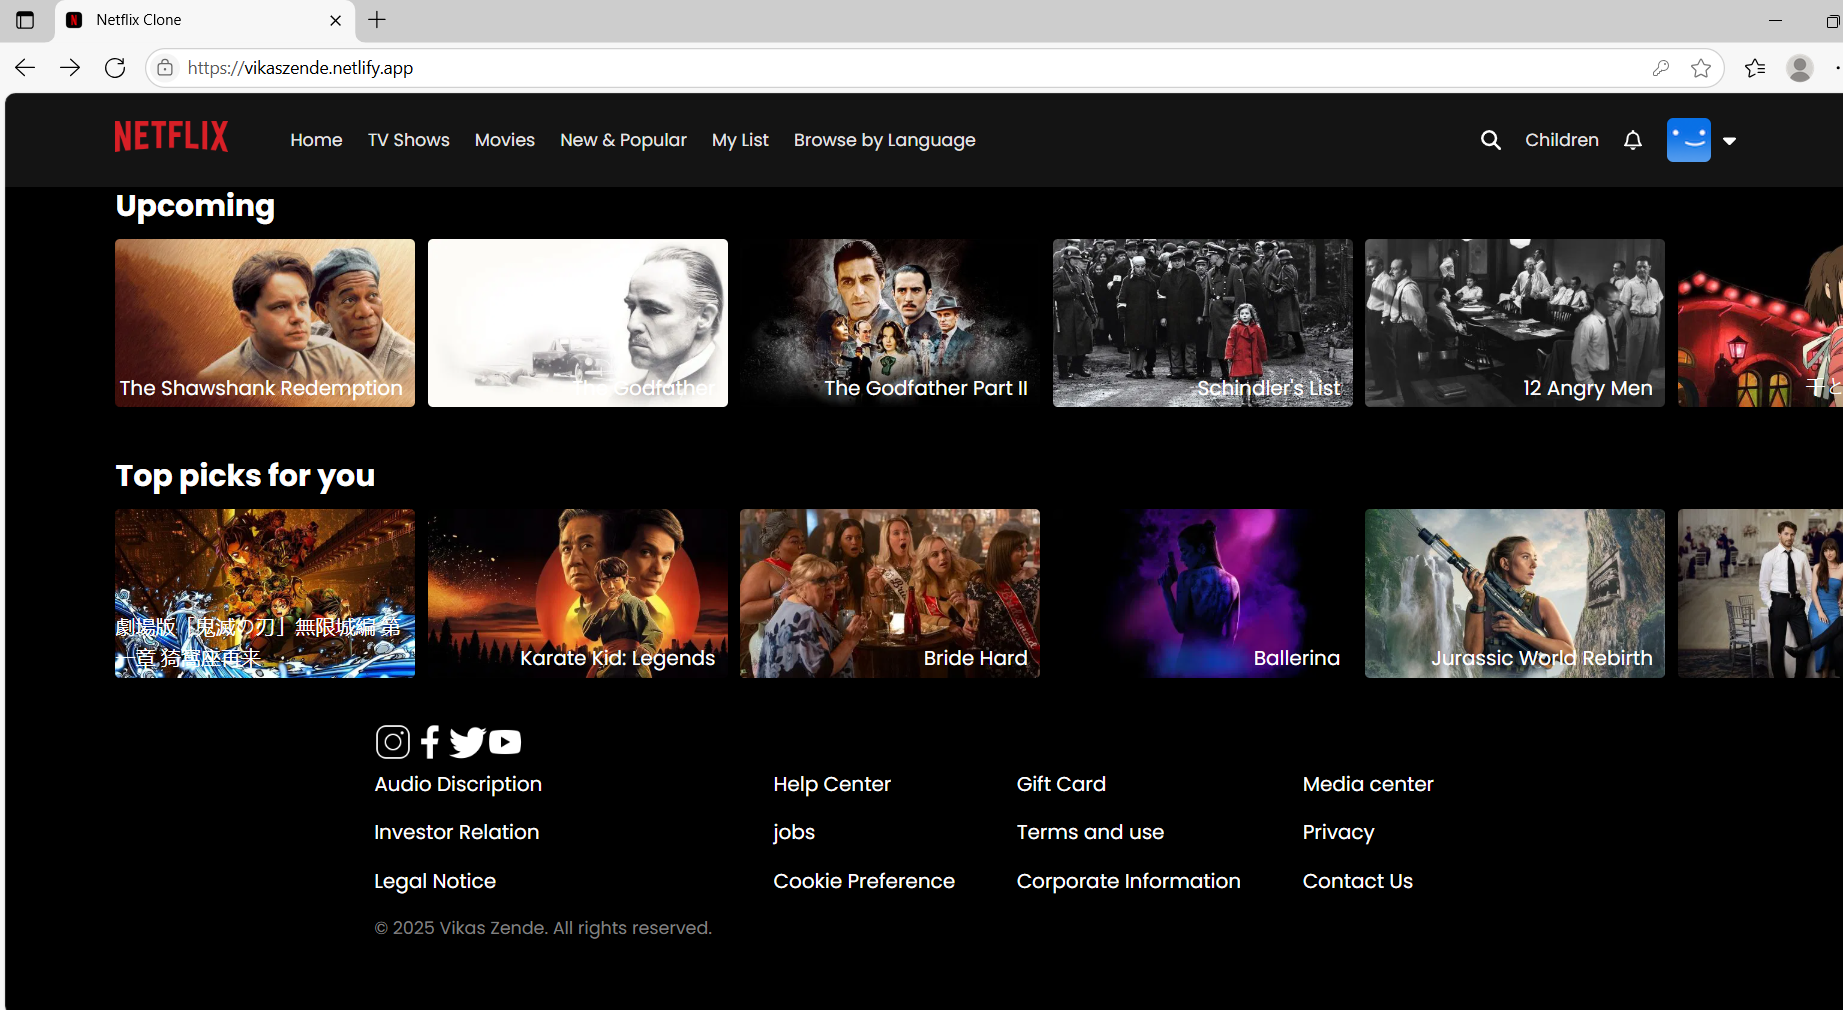 Netflix Clone
https://vikaszende.netlify.app
NETFLIX Home TV Shows Movies New & Popular My List Browse by Language Children
Upcoming
The Shawshank Redemption The Godfather The Godfather Part II Schindler's List 12 Angry Men 千と
Top picks for you
劇場版「鬼滅の刃」無限城編 第
一章 猗窩座再来
Karate Kid: Legends Bride Hard Ballerina Jurassic World Rebirth
Audio Discription Help Center Gift Card Media center
Investor Relation jobs Terms and use Privacy
Legal Notice Cookie Preference Corporate Information Contact Us
© 2025 Vikas Zende. All rights reserved.